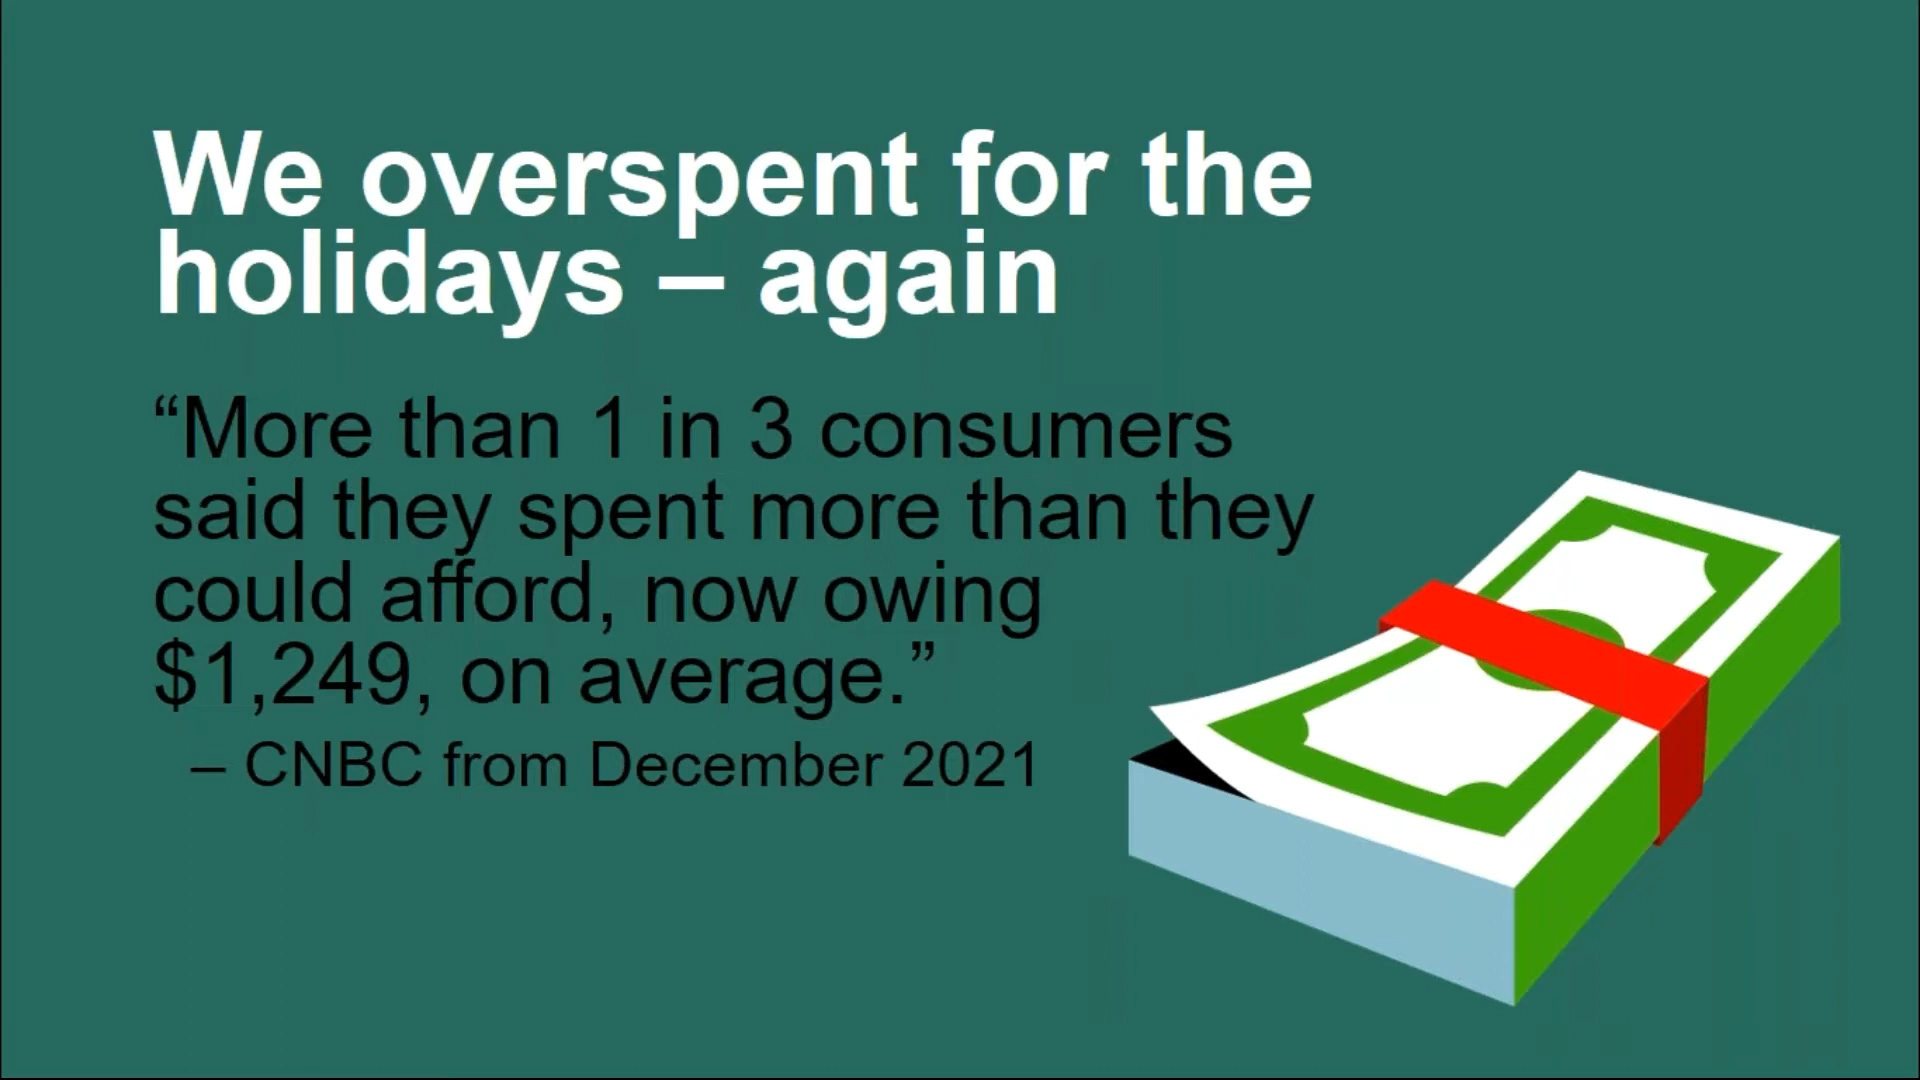 We overspent for the
holidays – again
“More than 1 in 3 consumers
said they spent more than they
could afford, now owing
$1,249, on average.”
– CNBC from December 2021